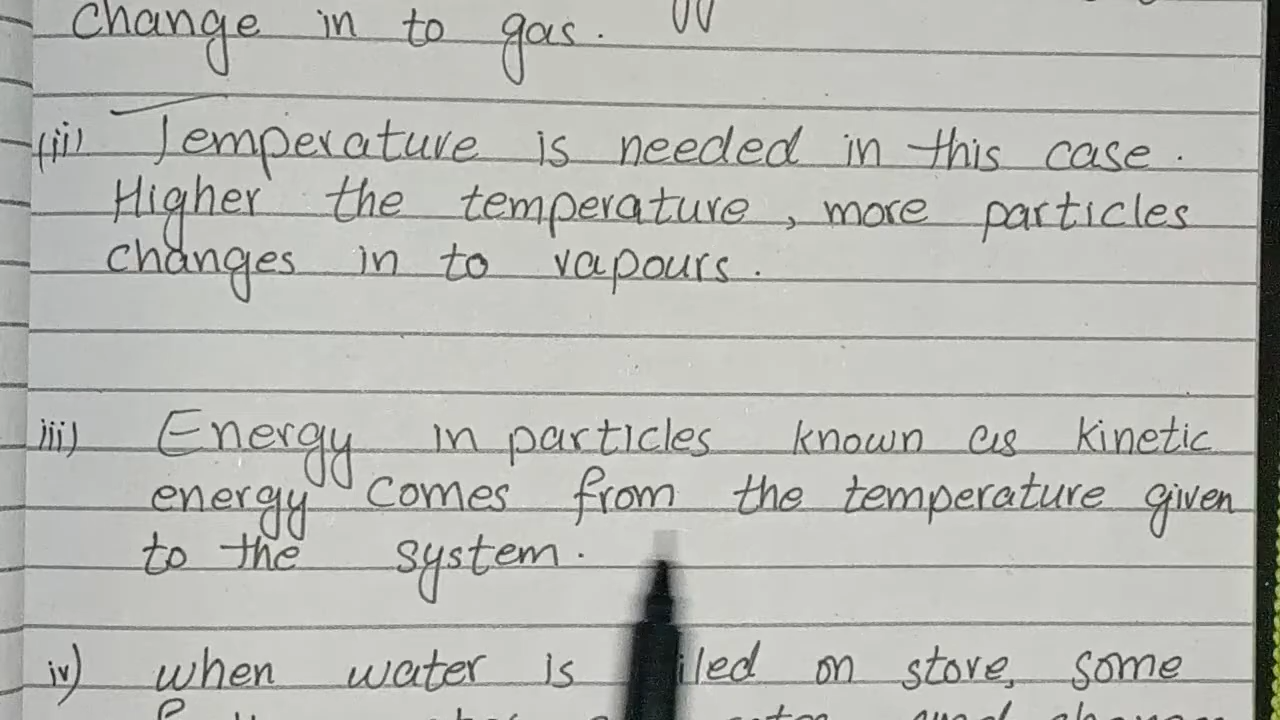 change in to gas.
(ii) Temperature is needed in this case.
Higher the temperature, more particles
changes in to vapours.
iii) Energy in particles known as kinetic
energy comes from the temperature given
to the system.
iv) when water is on store, some